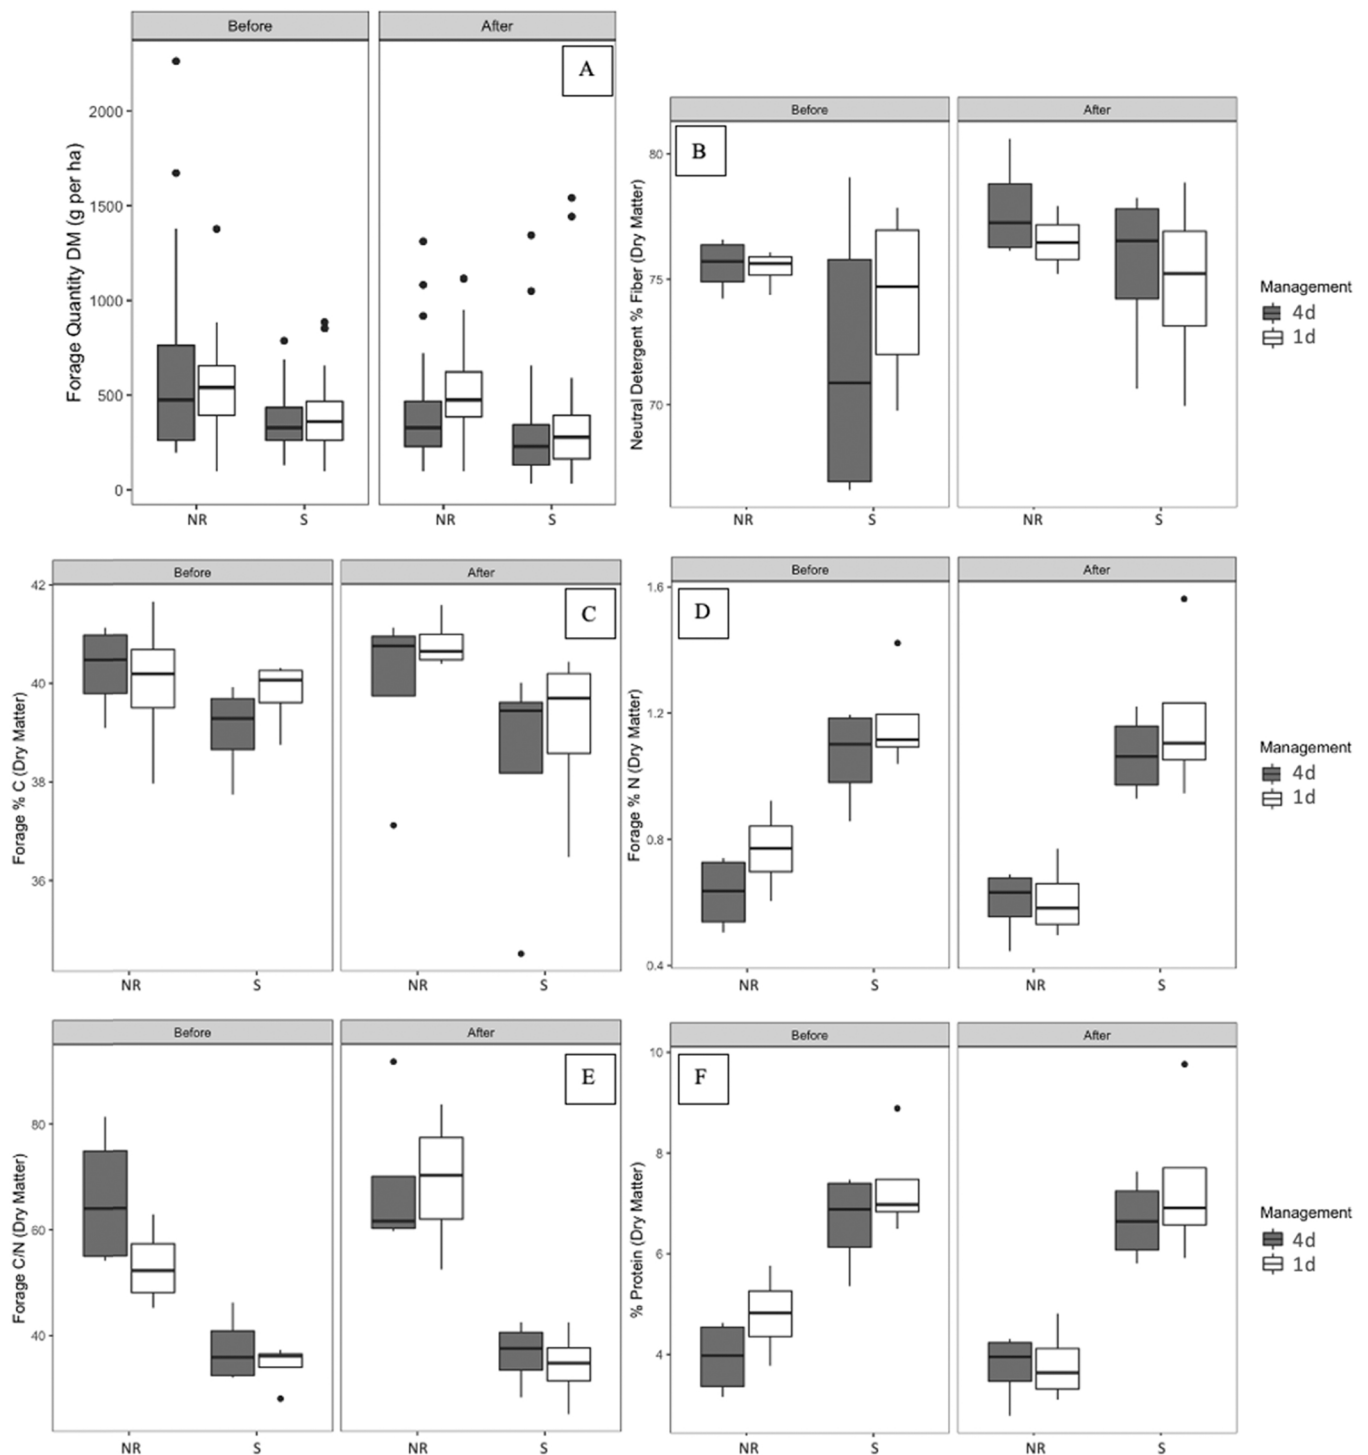 Before After
A
Forage Quantity DM (g per ha)
2000
1500
1000
500
0
NR S NR S
Before After
B
Neutral Detergent % Fiber (Dry Matter)
80
75
70
NR S NR S
Management
4d
1d
Before After
C
Forage % C (Dry Matter)
42
40
38
36
NR S NR S
Before After
D
Forage % N (Dry Matter)
1.6
1.2
0.8
0.4
NR S NR S
Management
4d
1d
Before After
E
Forage C/N (Dry Matter)
80
60
40
NR S NR S
Before After
F
% Protein (Dry Matter)
10
8
6
4
NR S NR S
Management
4d
1d